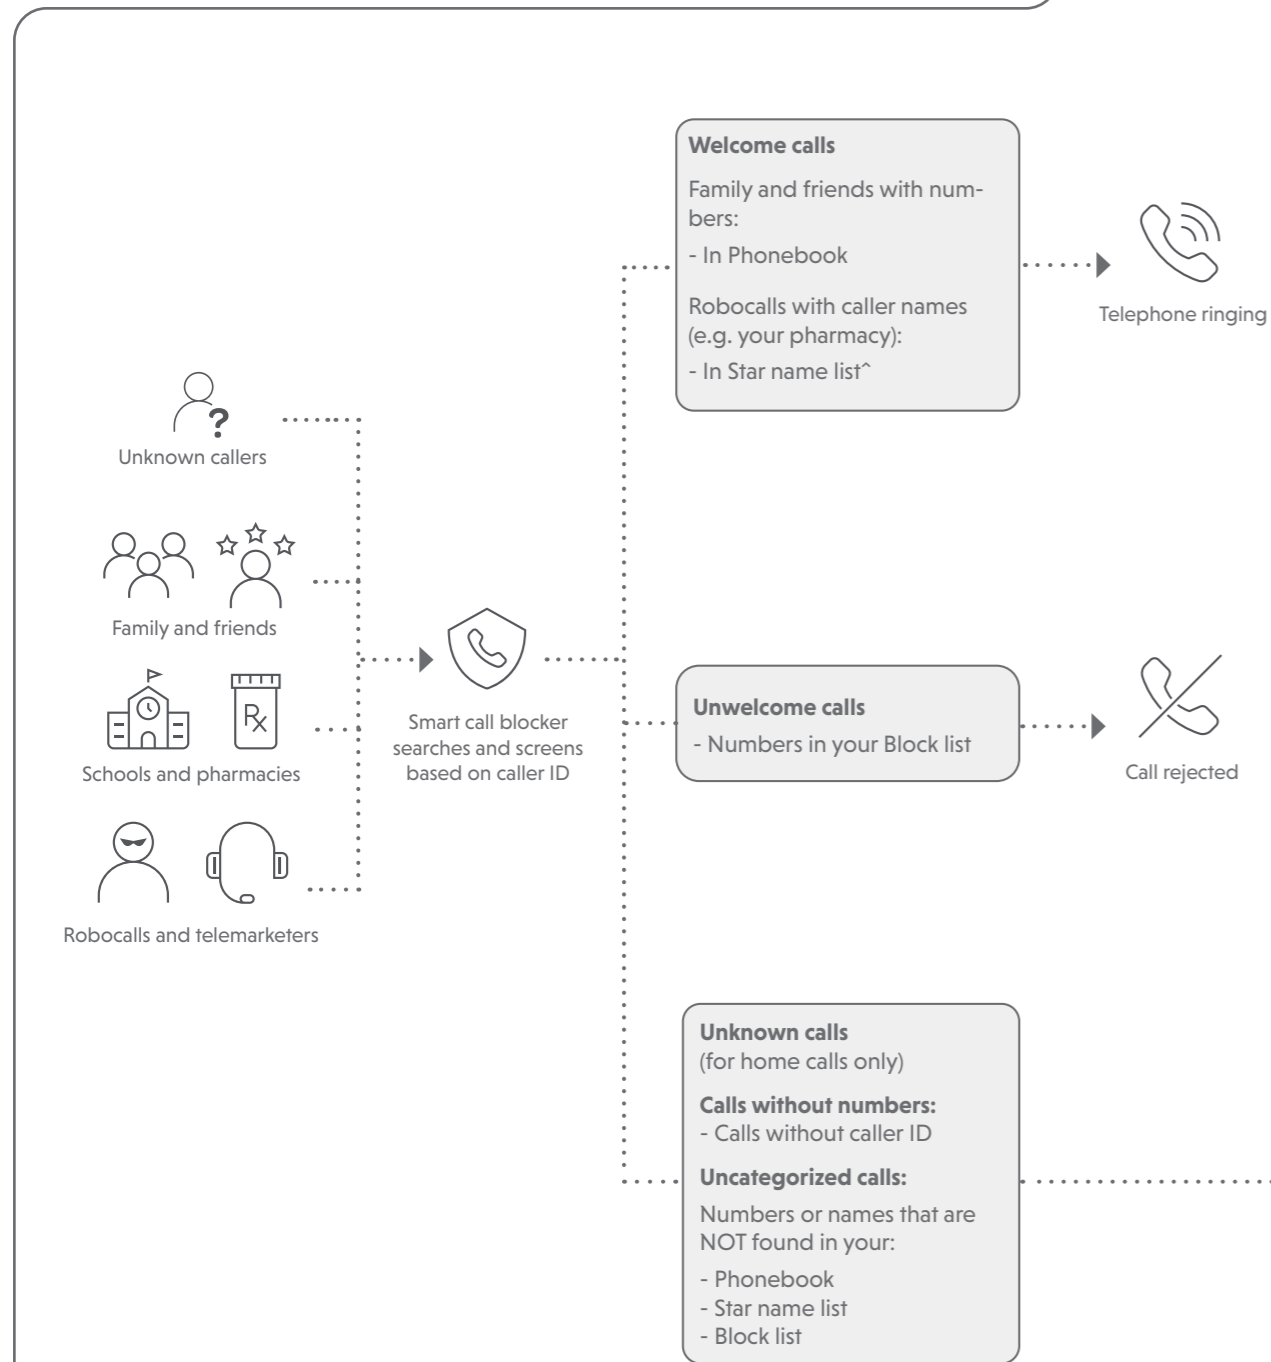 Welcome calls
Family and friends with num-
bers:
- In Phonebook
Robocalls with caller names
(e.g. your pharmacy):
- In Star name list^
Telephone ringing
?
Unknown callers
Family and friends
Rx
Schools and pharmacies
Robocalls and telemarketers
Smart call blocker
searches and screens
based on caller ID
Unwelcome calls
- Numbers in your Block list
Call rejected
Unknown calls
(for home calls only)
Calls without numbers:
- Calls without caller ID
Uncategorized calls:
Numbers or names that are
NOT found in your:
- Phonebook
- Star name list
- Block list